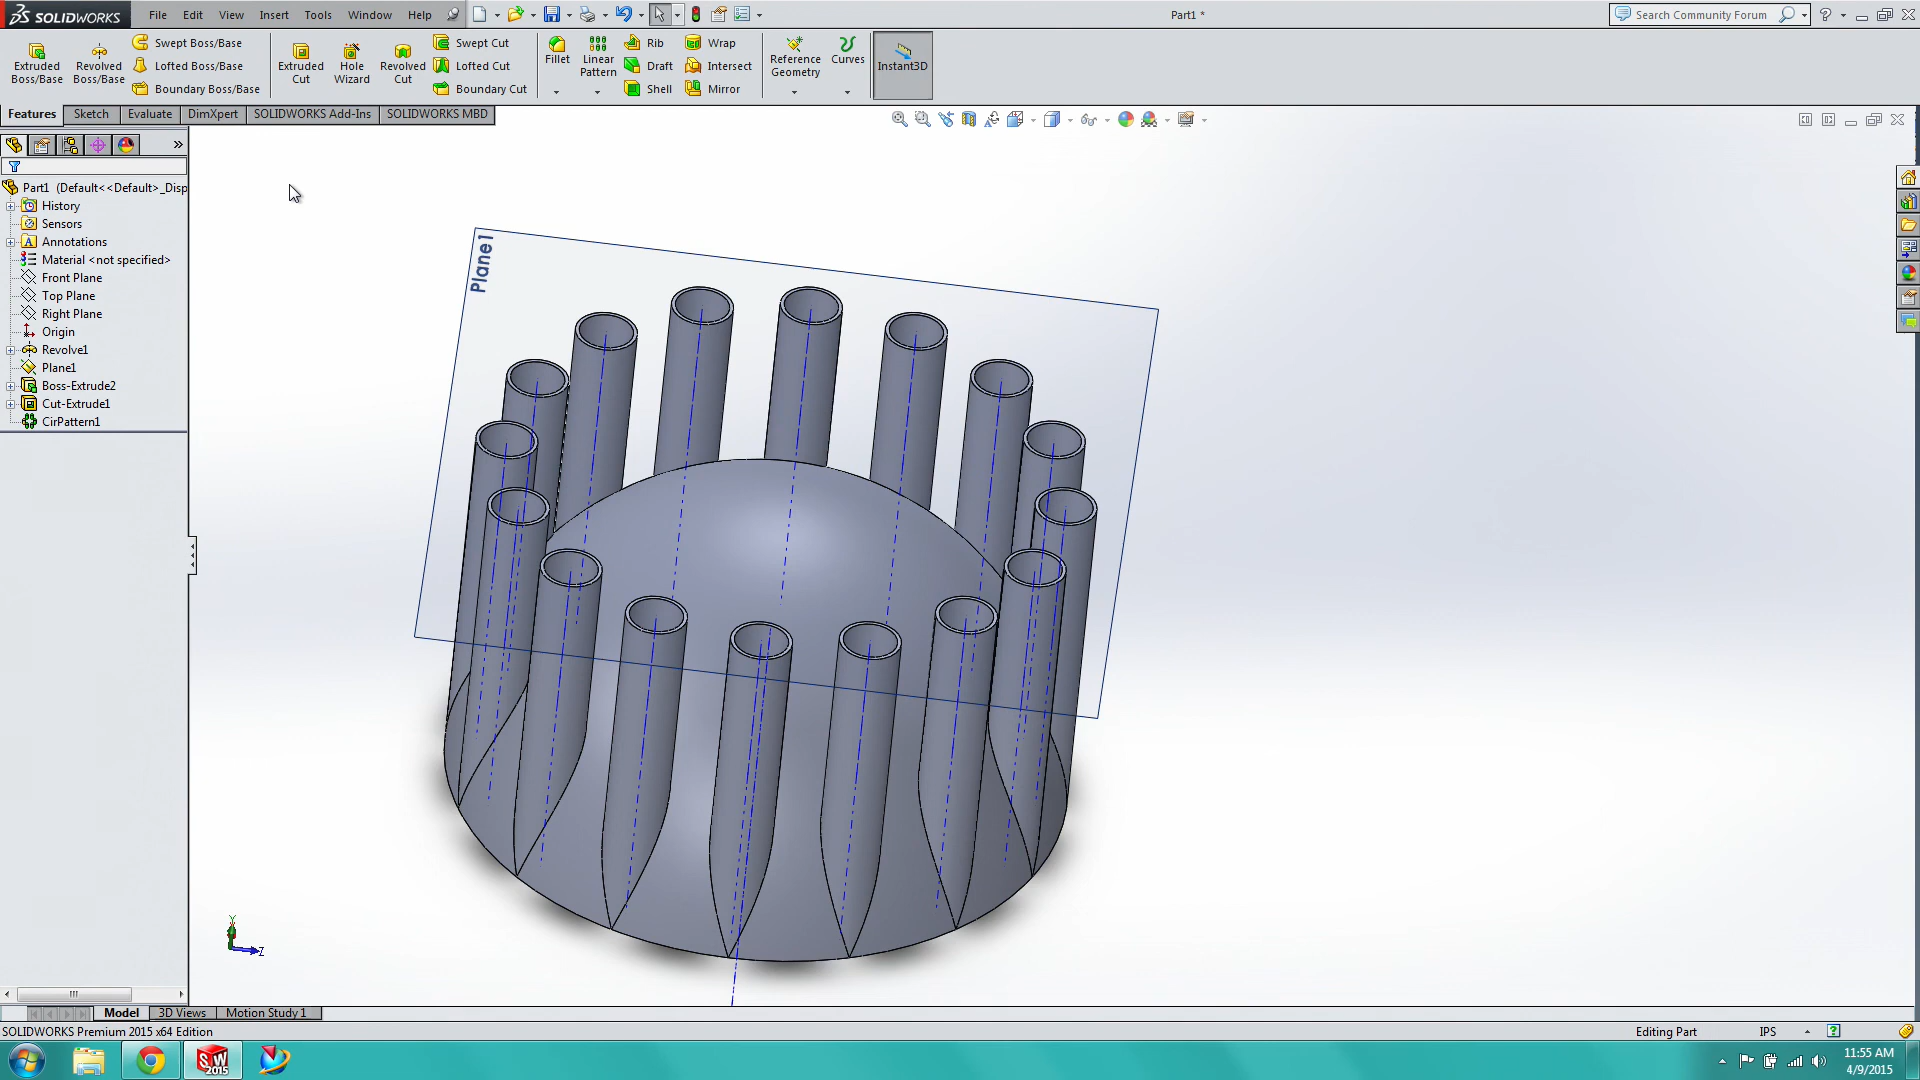 SOLIDWORKS File Edit View Insert Tools Window Help Part1 * Search Community Forum ?
Extruded Boss/Base
Revolved Boss/Base
Swept Boss/Base
Lofted Boss/Base
Boundary Boss/Base
Extruded Cut
Hole Wizard
Revolved Cut
Swept Cut
Lofted Cut
Boundary Cut
Fillet
Linear Pattern
Rib
Draft
Shell
Wrap
Intersect
Mirror
Reference Geometry
Curves
Instant3D
Features Sketch Evaluate DimXpert SOLIDWORKS Add-Ins SOLIDWORKS MBD
Part1 (Default<<Default>_Disp
History
Sensors
Annotations
Material <not specified>
Front Plane
Top Plane
Right Plane
Origin
Revolve1
Plane1
Boss-Extrude2
Cut-Extrude1
CirPattern1
Plane1
Y
Z
Model 3D Views Motion Study 1
SOLIDWORKS Premium 2015 x64 Edition Editing Part IPS ?
SW
2015
11:55 AM
4/9/2015